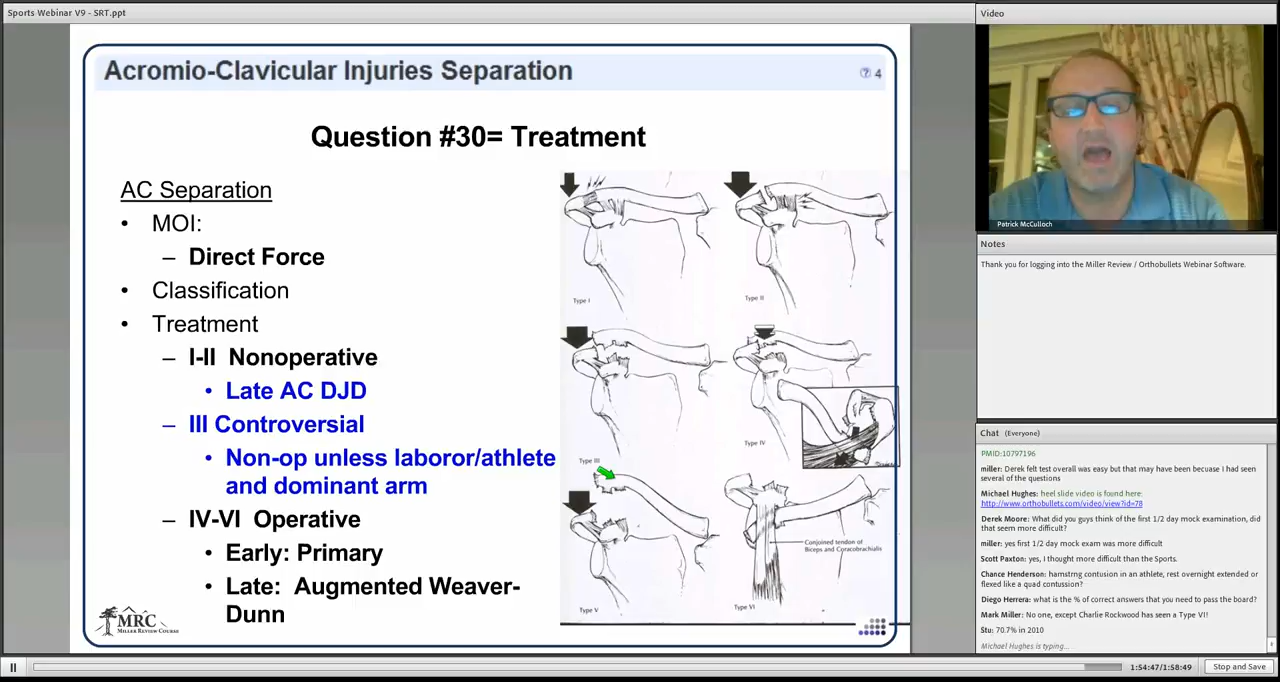 Sports Webinar V9 - SRT.ppt
Acromio-Clavicular Injuries Separation
4
Question #30= Treatment
AC Separation
• MOI:
– Direct Force
• Classification
• Treatment
– I-II Nonoperative
• Late AC DJD
– III Controversial
• Non-op unless laboror/athlete
and dominant arm
– IV-VI Operative
• Early: Primary
• Late: Augmented Weaver-
Dunn
Type I
Type II
Type III
Type IV
Type V
Type VI
Conjoined tendon of
Biceps and Coracobrachialis
MRC
MILLER REVIEW COURSE
Video
Patrick McCulloch
Notes
Thank you for logging into the Miller Review / Orthobullets Webinar Software.
Chat (Everyone)
PMID:10797196
miller: Derek felt test overall was easy but that may have been becuase I had seen
several of the questions
Michael Hughes: heel slide video is found here:
http://www.orthobullets.com/video/view?id=78
Derek Moore: What did you guys think of the first 1/2 day mock examination, did
that seem more difficult?
miller: yes first 1/2 day mock exam was more difficult
Scott Paxton: yes, I thought more difficult than the Sports.
Chance Henderson: hamstrng contusion in an athlete, rest overnight extended or
flexed like a quad contusion?
Diego Herrera: what is the % of correct answers that you need to pass the board?
Mark Miller: No one, except Charlie Rockwood has seen a Type VI!
Stu: 70.7% in 2010
Michael Hughes is typing...
1:54:47/1:58:49
Stop and Save